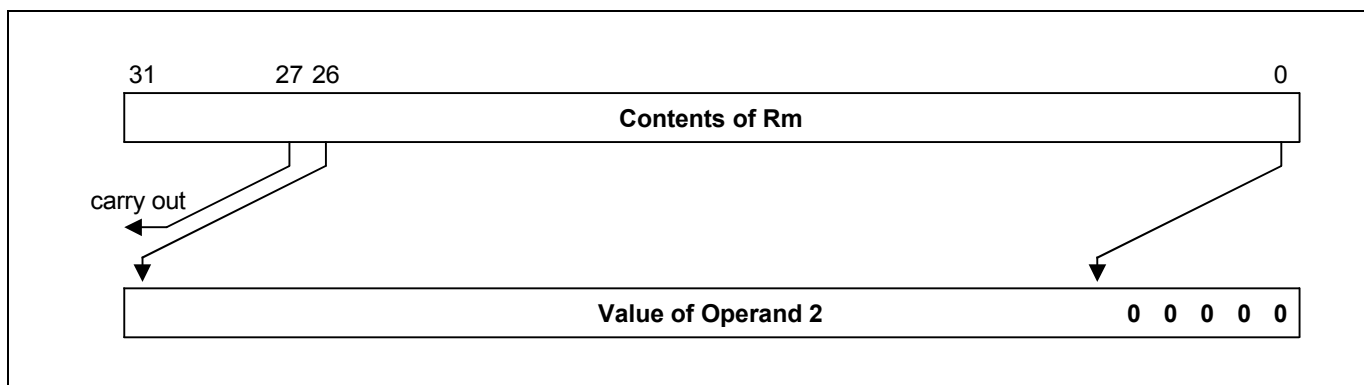 31 27 26 0
Contents of Rm
carry out
Value of Operand 2 0 0 0 0 0